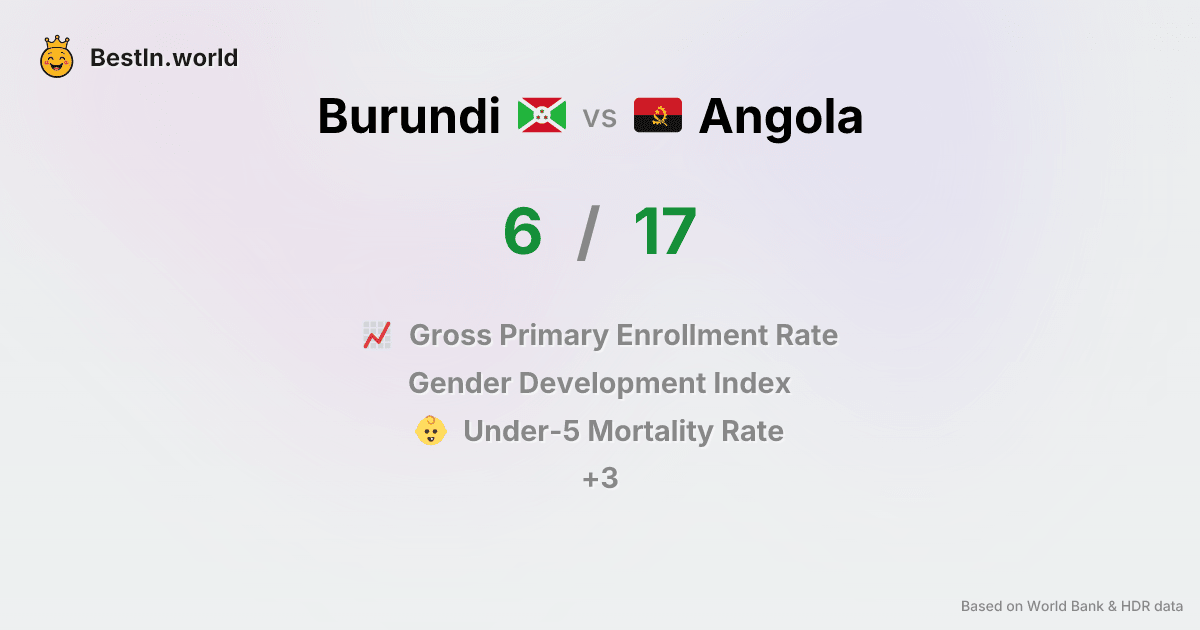 BestIn.world
Burundi vs Angola
6 / 17
Gross Primary Enrollment Rate
Gender Development Index
Under-5 Mortality Rate
+3
Based on World Bank & HDR data